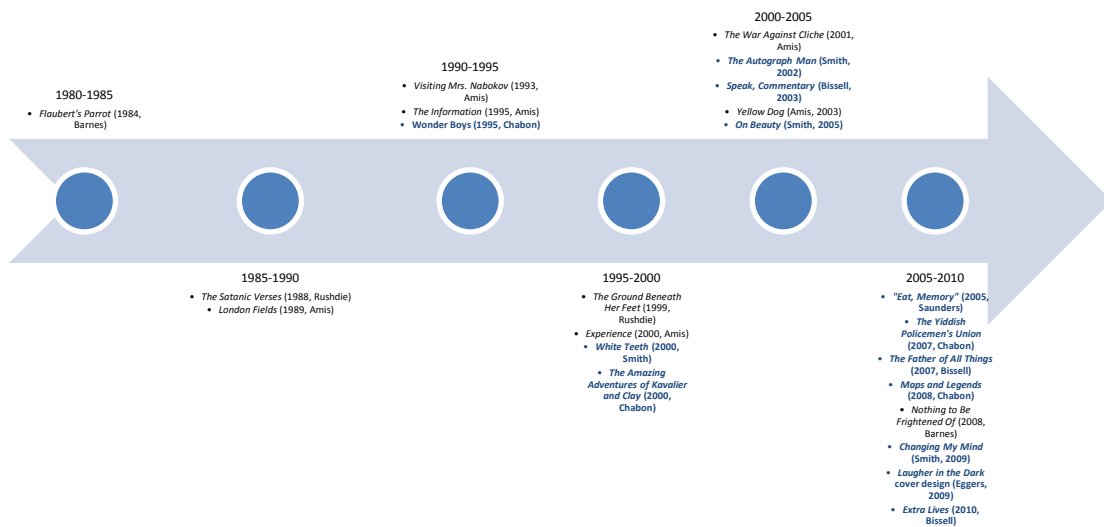 1980-1985
• Flaubert's Parrot (1984,
Barnes)
1985-1990
• The Satanic Verses (1988, Rushdie)
• London Fields (1989, Amis)
1990-1995
• Visiting Mrs. Nabokov (1993,
Amis)
• The Information (1995, Amis)
• Wonder Boys (1995, Chabon)
1995-2000
• The Ground Beneath
Her Feet (1999,
Rushdie)
• Experience (2000, Amis)
• White Teeth (2000,
Smith)
• The Amazing
Adventures of Kavalier
and Clay (2000,
Chabon)
2000-2005
• The War Against Cliche (2001,
Amis)
• The Autograph Man (Smith,
2002)
• Speak, Commentary (Bissell,
2003)
• Yellow Dog (Amis, 2003)
• On Beauty (Smith, 2005)
2005-2010
• "Eat, Memory" (2005,
Saunders)
• The Yiddish
Policemen's Union
(2007, Chabon)
• The Father of All Things
(2007, Bissell)
• Maps and Legends
(2008, Chabon)
• Nothing to Be
Frightened Of (2008,
Barnes)
• Changing My Mind
(Smith, 2009)
• Laugher in the Dark
cover design (Eggers,
2009)
• Extra Lives (2010,
Bissell)